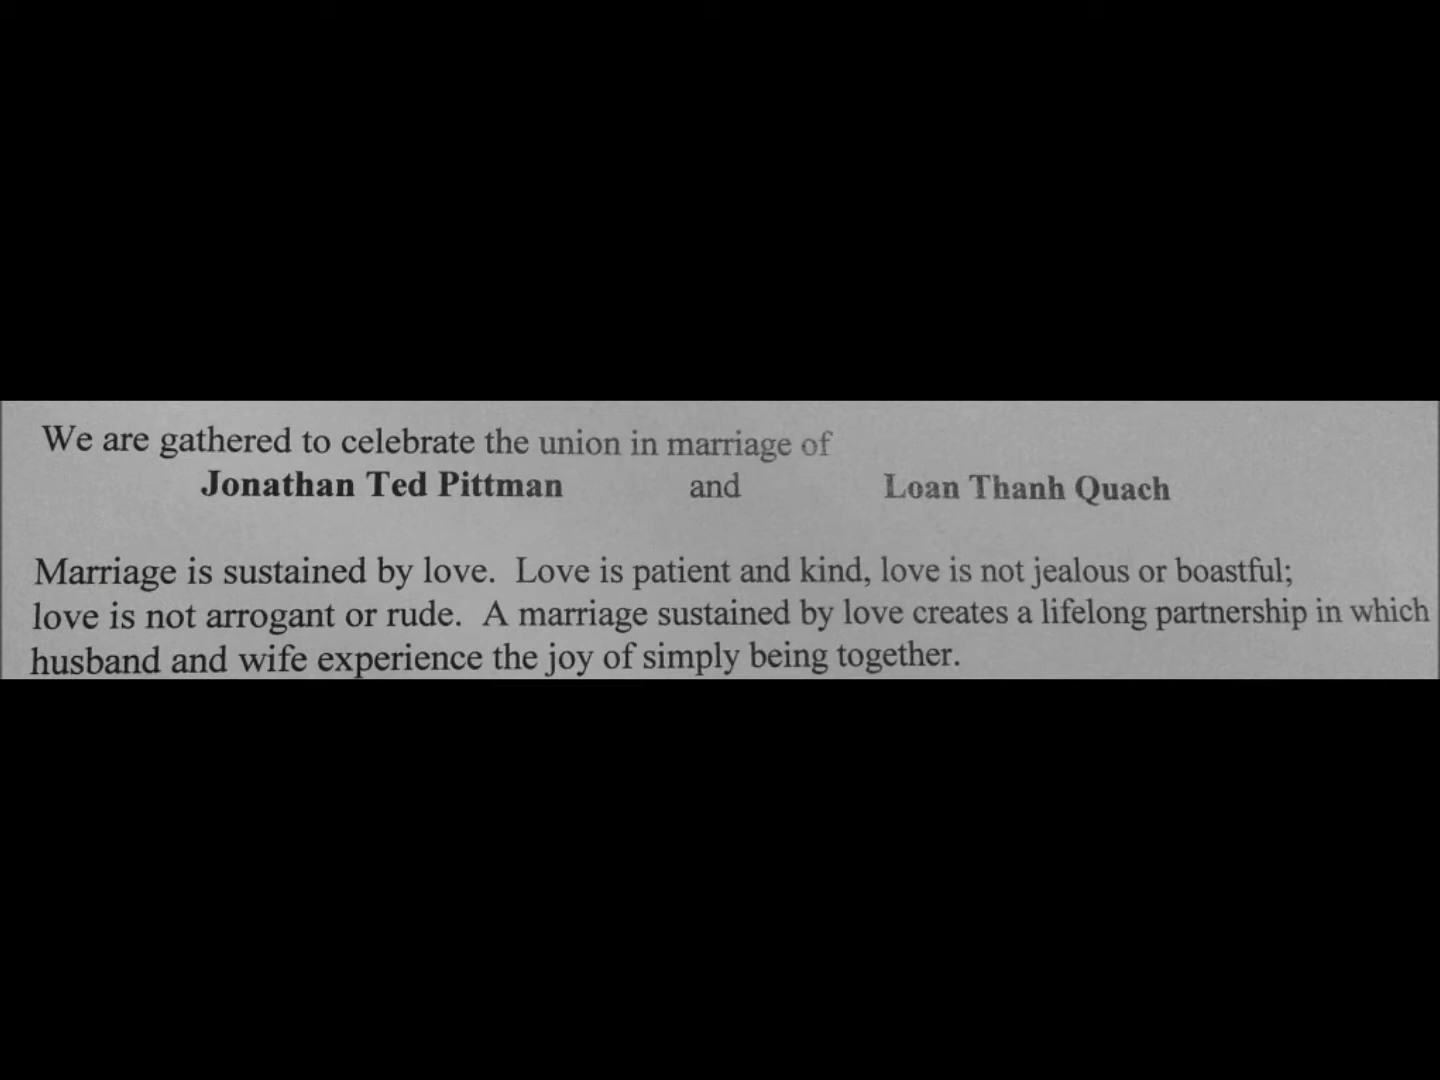 We are gathered to celebrate the union in marriage of
Jonathan Ted Pittman and Loan Thanh Quach
Marriage is sustained by love. Love is patient and kind, love is not jealous or boastful;
love is not arrogant or rude. A marriage sustained by love creates a lifelong partnership in which
husband and wife experience the joy of simply being together.